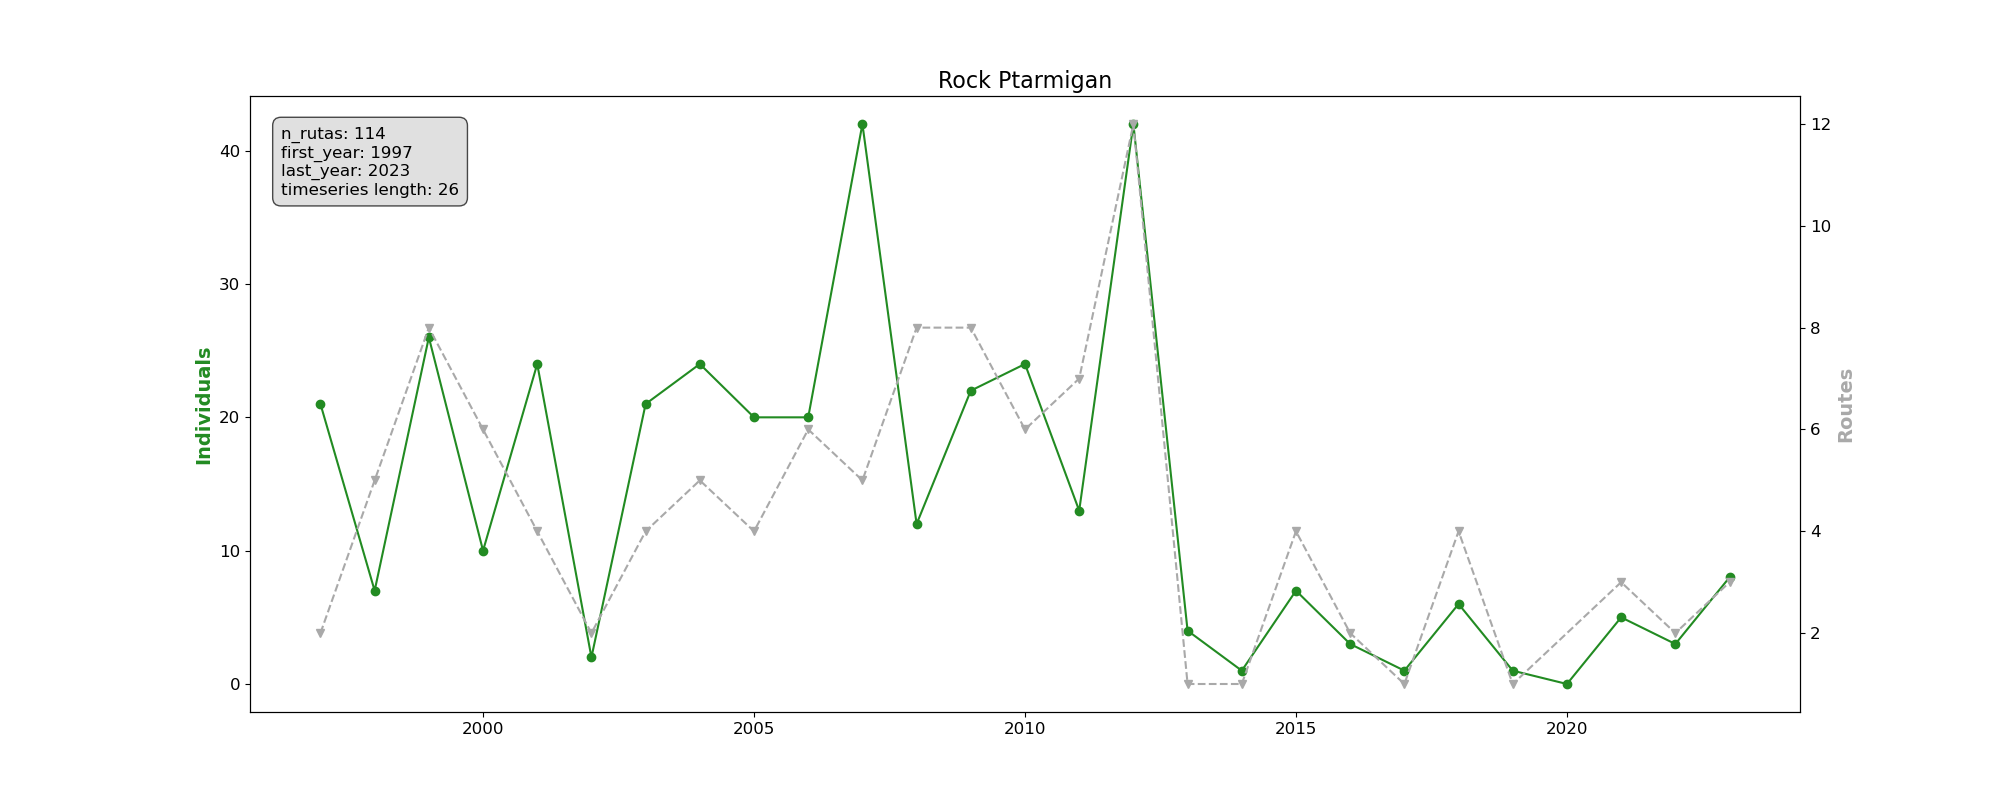 Rock Ptarmigan
n_rutas: 114
first_year: 1997
last_year: 2023
timeseries length: 26
Individuals
40
30
20
10
0
12
10
8
6
4
2
Routes
2000 2005 2010 2015 2020